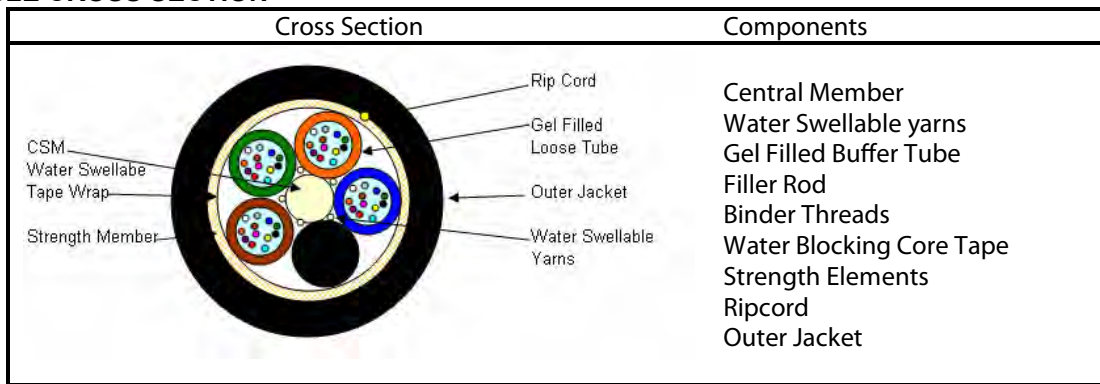 Cross Section
Components
Rip Cord
Gel Filled
Loose Tube
Outer Jacket
Water Swellable
Yarns
CSM
Water Swellabe
Tape Wrap
Strength Member
Central Member
Water Swellable yarns
Gel Filled Buffer Tube
Filler Rod
Binder Threads
Water Blocking Core Tape
Strength Elements
Ripcord
Outer Jacket